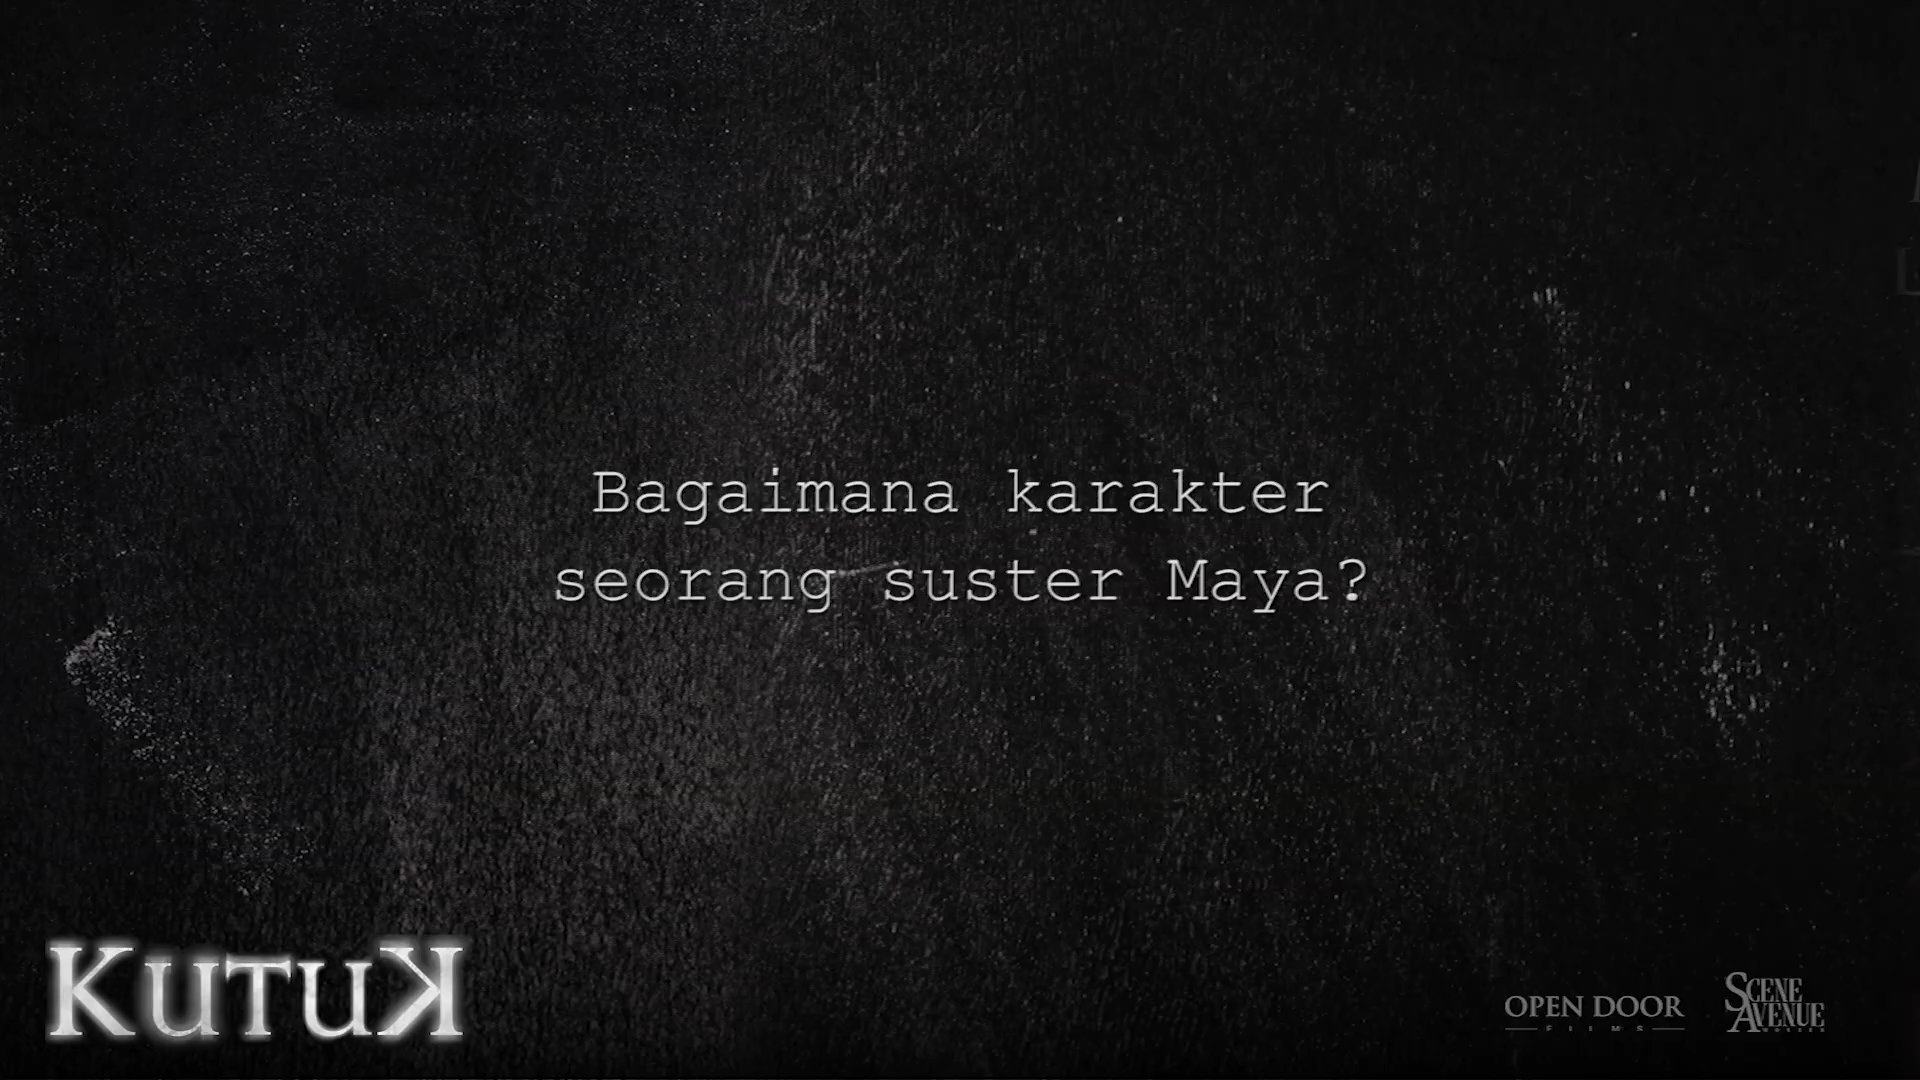 Bagaimana karakter
seorang suster Maya?
KUTUK
OPEN DOOR
FILMS
SCENE
AVENUE